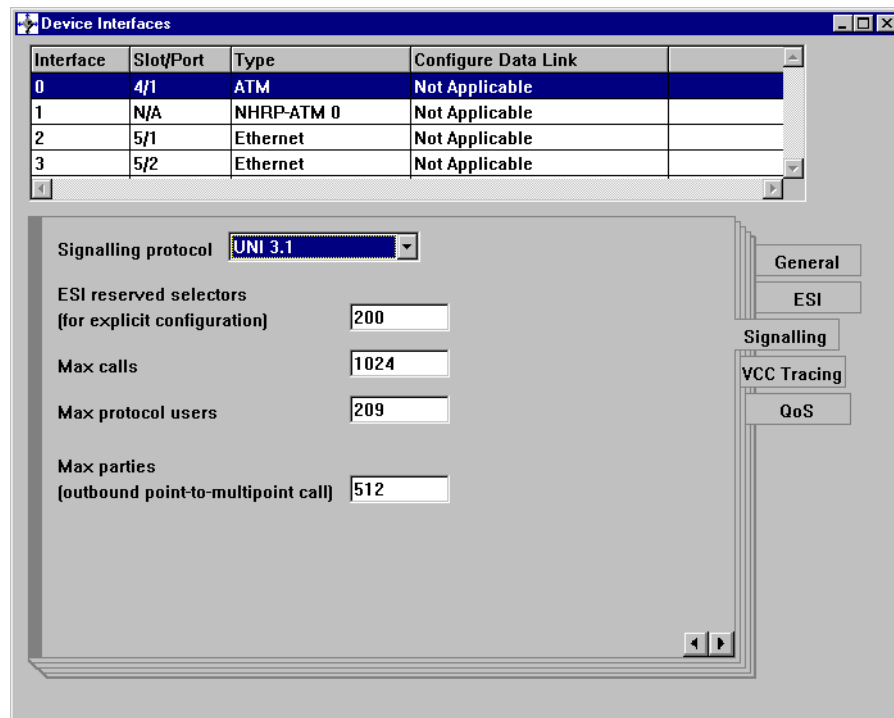 Device Interfaces
Interface Slot/Port Type Configure Data Link
0 4/1 ATM Not Applicable
1 N/A NHRP-ATM 0 Not Applicable
2 5/1 Ethernet Not Applicable
3 5/2 Ethernet Not Applicable
Signalling protocol UNI 3.1
ESI reserved selectors
(for explicit configuration) 200
Max calls 1024
Max protocol users 209
Max parties
(outbound point-to-multipoint call) 512
General
ESI
Signalling
VCC Tracing
QoS